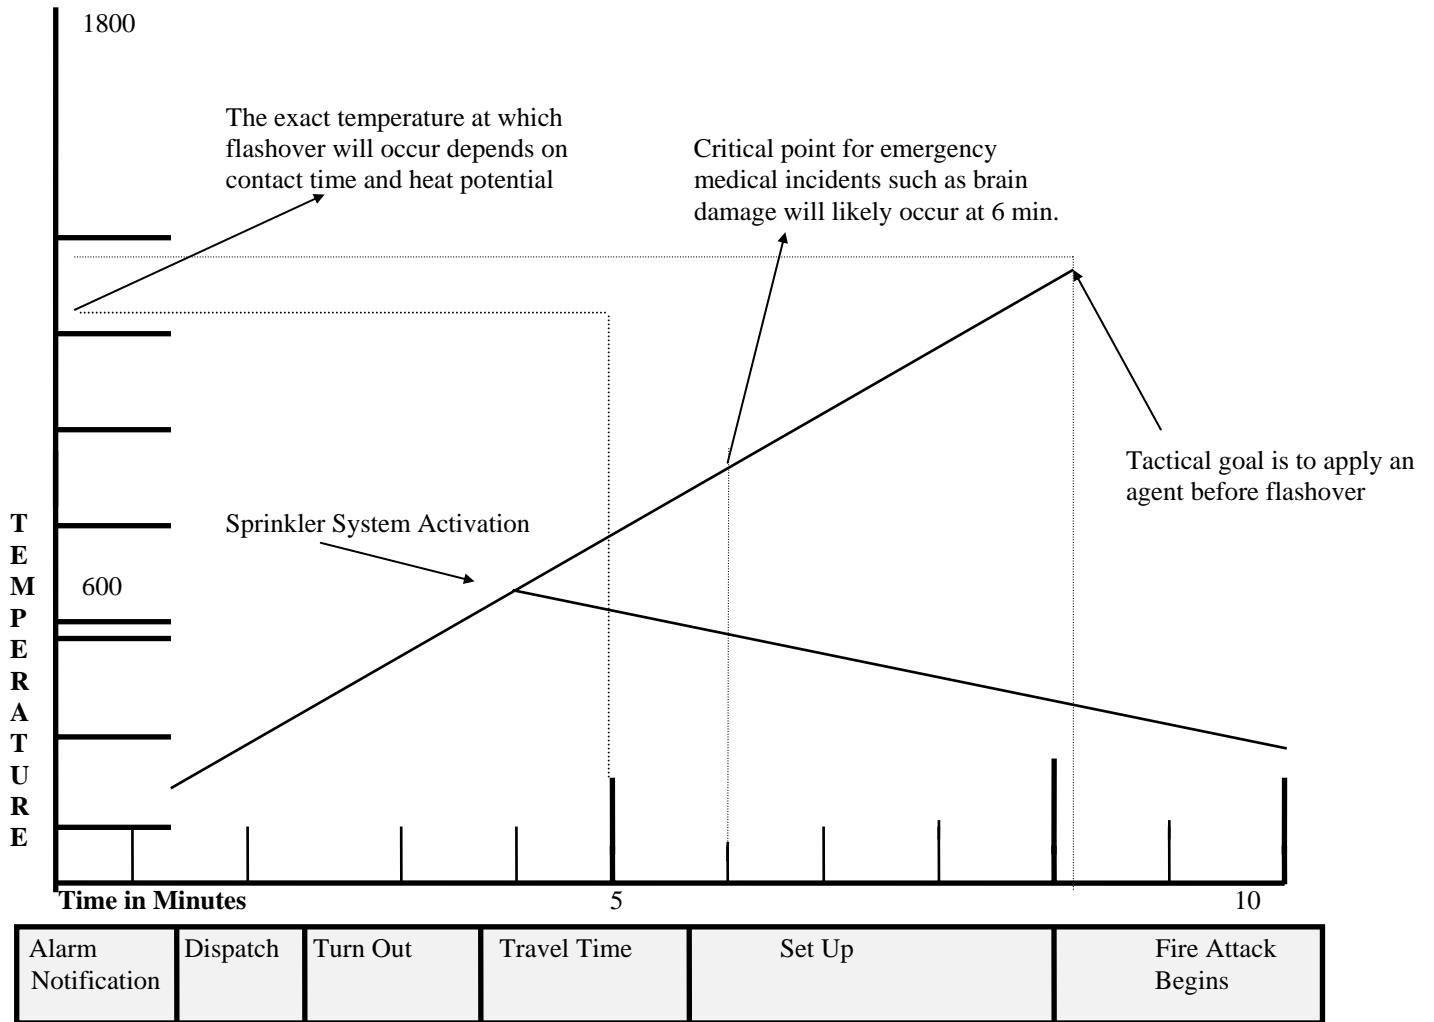 1800
The exact temperature at which
flashover will occur depends on
contact time and heat potential
Critical point for emergency
medical incidents such as brain
damage will likely occur at 6 min.
Tactical goal is to apply an
agent before flashover
Sprinkler System Activation
600
T
E
M
P
E
R
A
T
U
R
E
Time in Minutes
5
10
Alarm
Notification
Dispatch
Turn Out
Travel Time
Set Up
Fire Attack
Begins